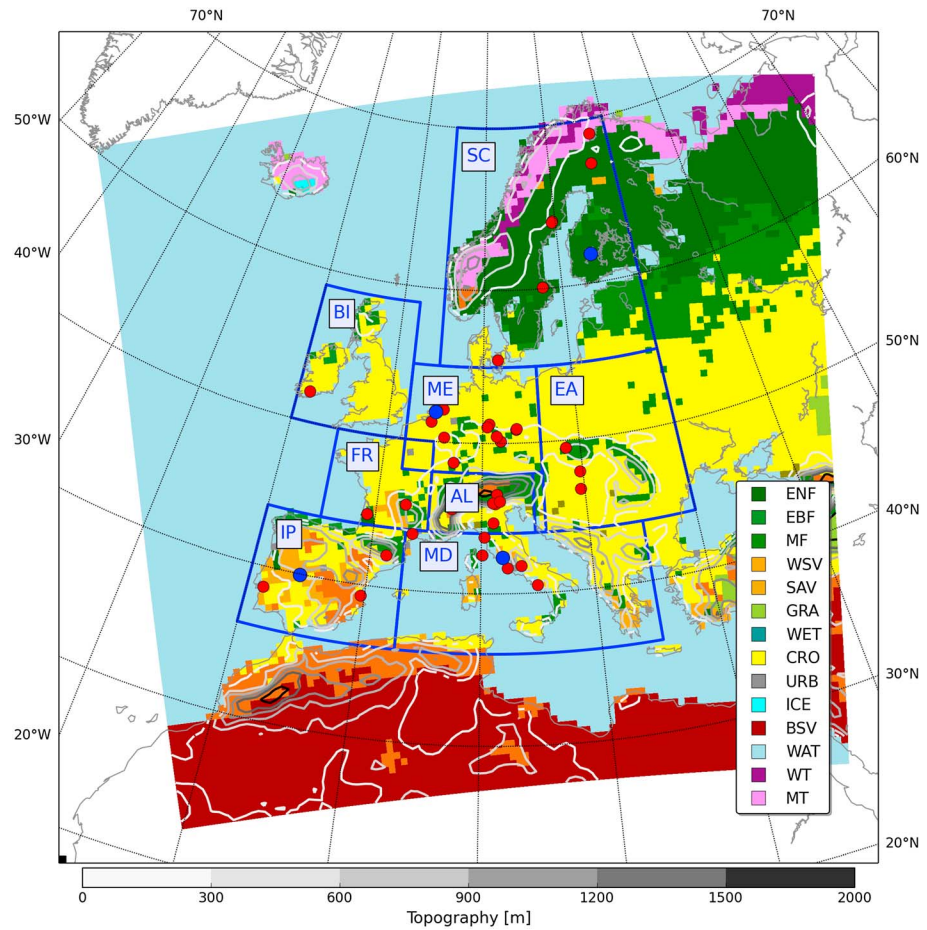 70°N 70°N
50°W
SC
60°N
40°W
BI
50°N
ME
EA
30°W
FR
AL
ENF
EBF
40°N
IP
MF
MD
WSV
SAV
GRA
WET
CRO
30°N
URB
ICE
BSV
20°W
WAT
WT
MT
20°N
0 300 600 900 1200 1500 2000
Topography [m]